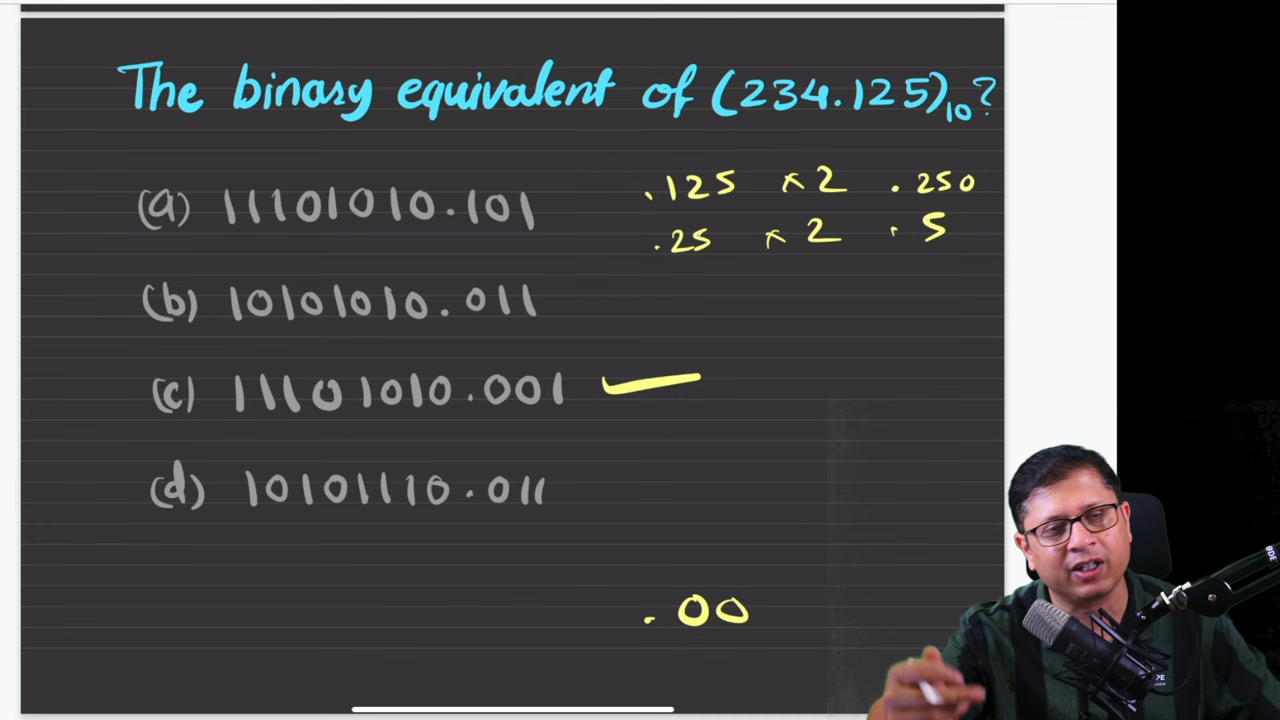 The binary equivalent of (234.125)10?
.125 × 2 .250
(a) 11101010.101
.25 × 2 .5
(b) 10101010.011
(c) 11101010.001
(d) 10101110.011
.00